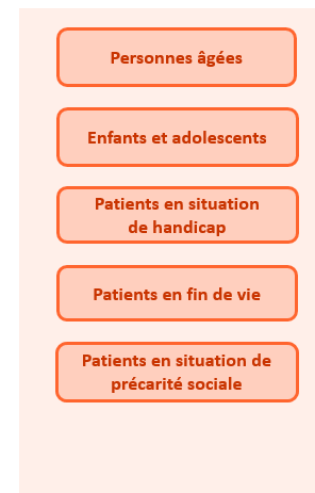 Personnes âgées
Enfants et adolescents
Patients en situation
de handicap
Patients en fin de vie
Patients en situation de
précarité sociale